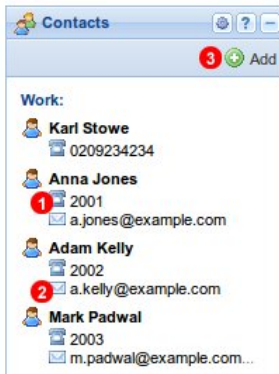 Contacts ? –
3 Add
Work:
Karl Stowe
0209234234
Anna Jones
1 2001
a.jones@example.com
Adam Kelly
2002
2 a.kelly@example.com
Mark Padwal
2003
m.padwal@example.com...